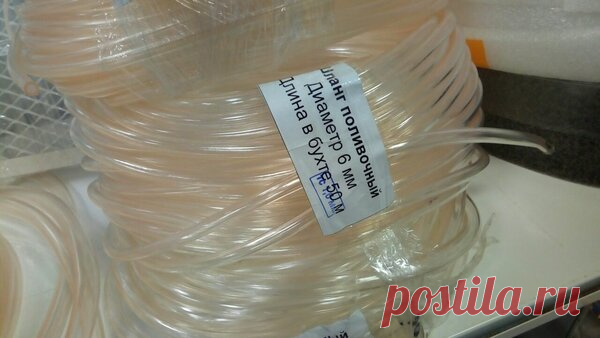 Шланг поливочный
Диаметр 6 мм
Длина в бухте 50 м
postila.ru